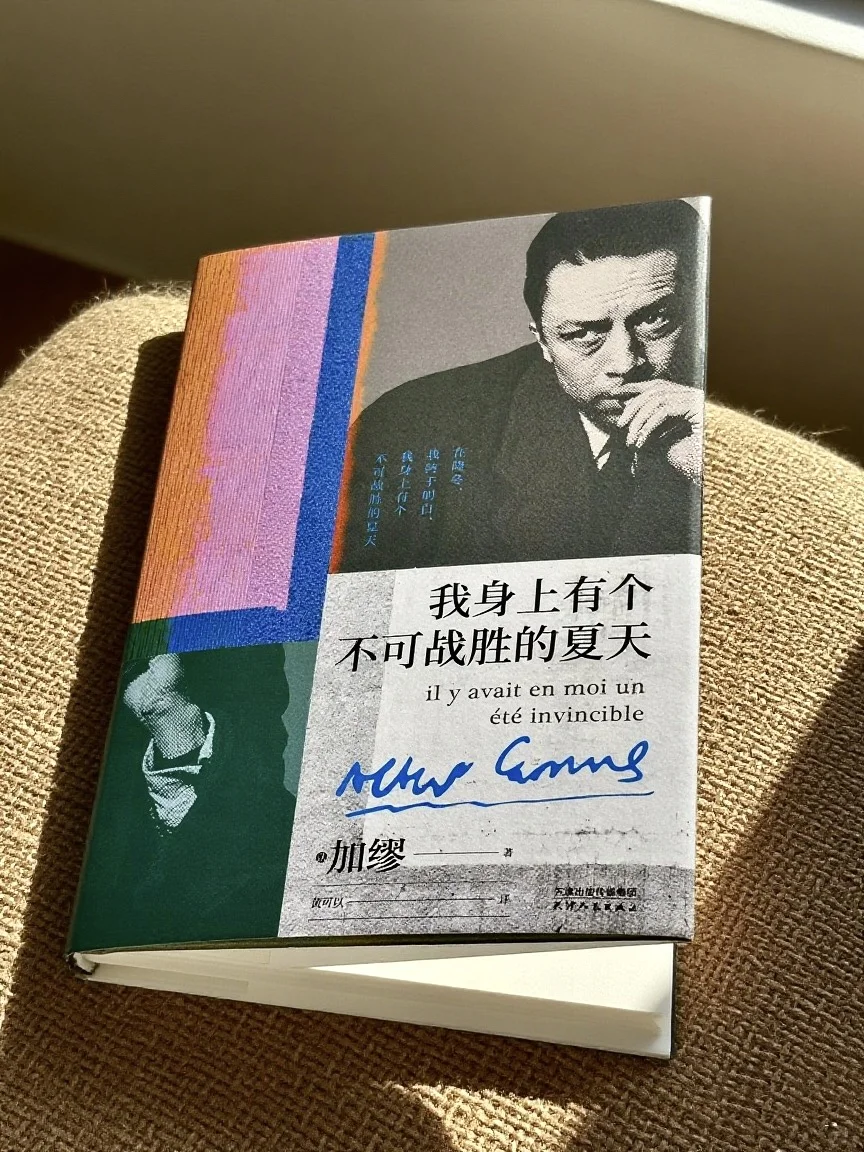 在隆冬，
我终于明白，
我身上有个
不可战胜的夏天
我身上有个
不可战胜的夏天
il y avait en moi un
été invincible
Albert Camus
加缪 著
黄可以 译
天津出版传媒集团
天津人民出版社